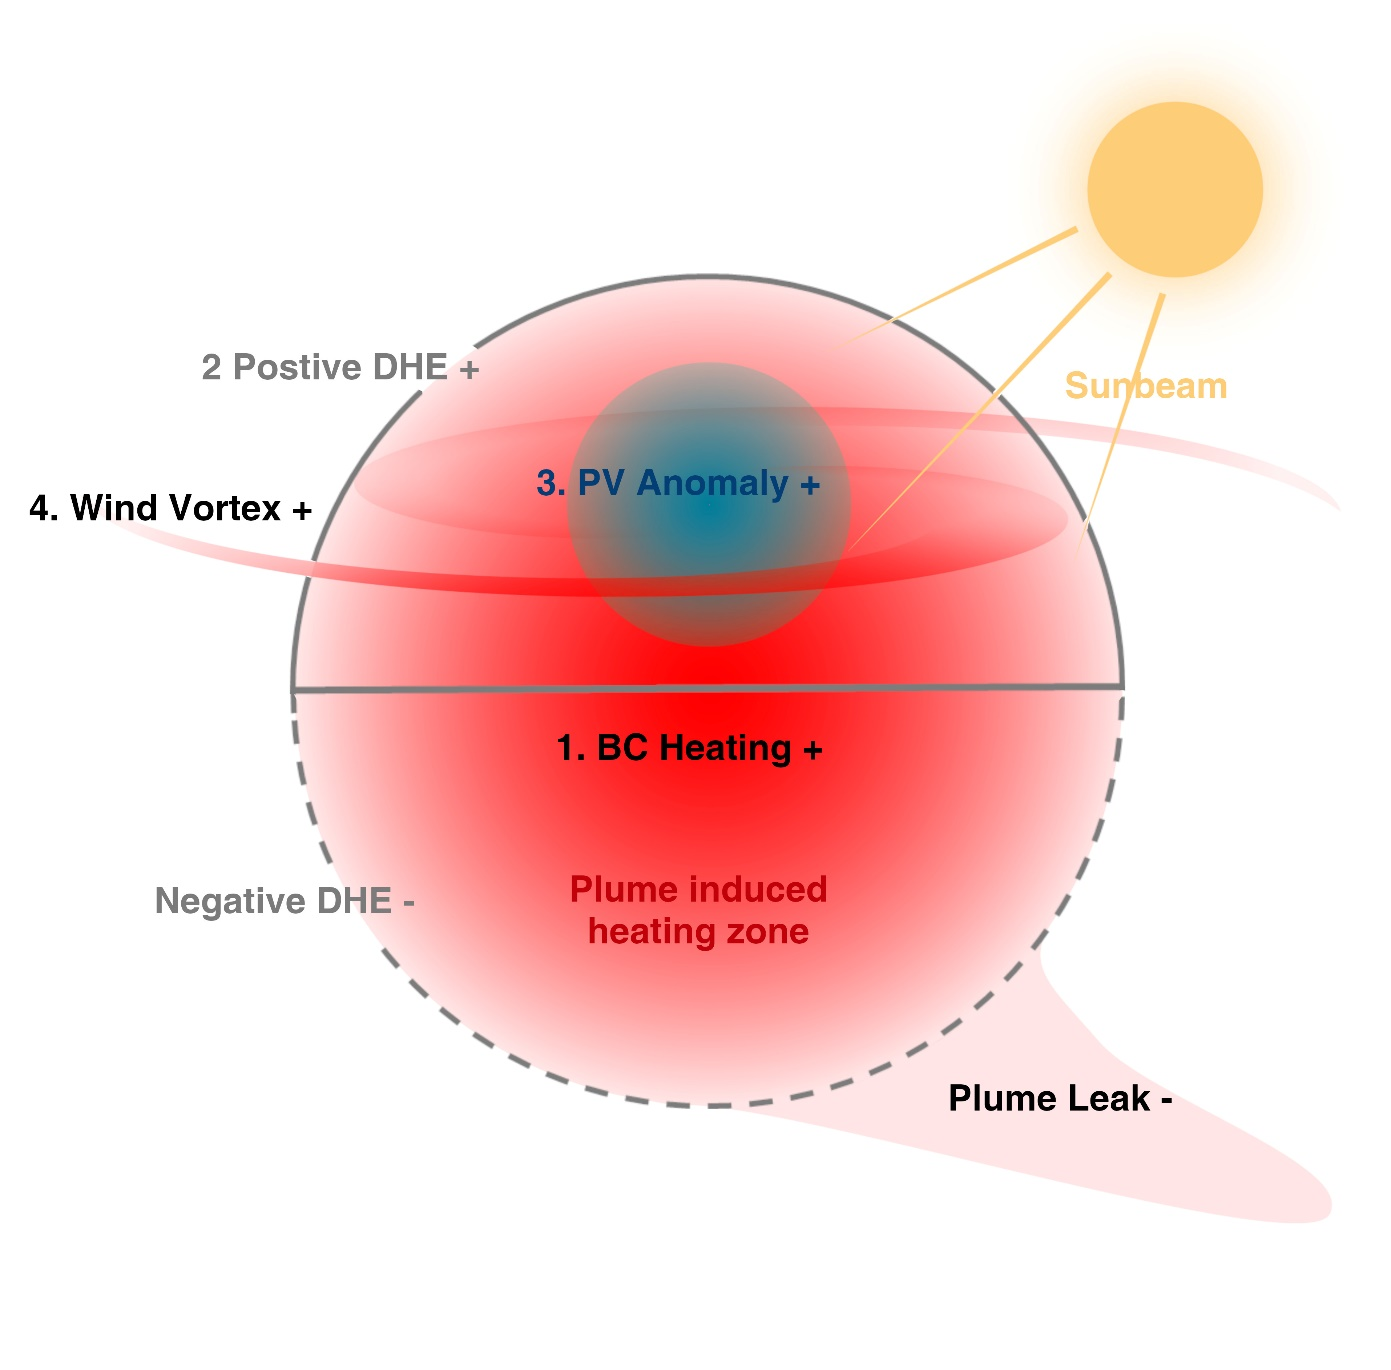 2 Postive DHE +
Sunbeam
3. PV Anomaly +
4. Wind Vortex +
1. BC Heating +
Negative DHE -
Plume induced
heating zone
Plume Leak -